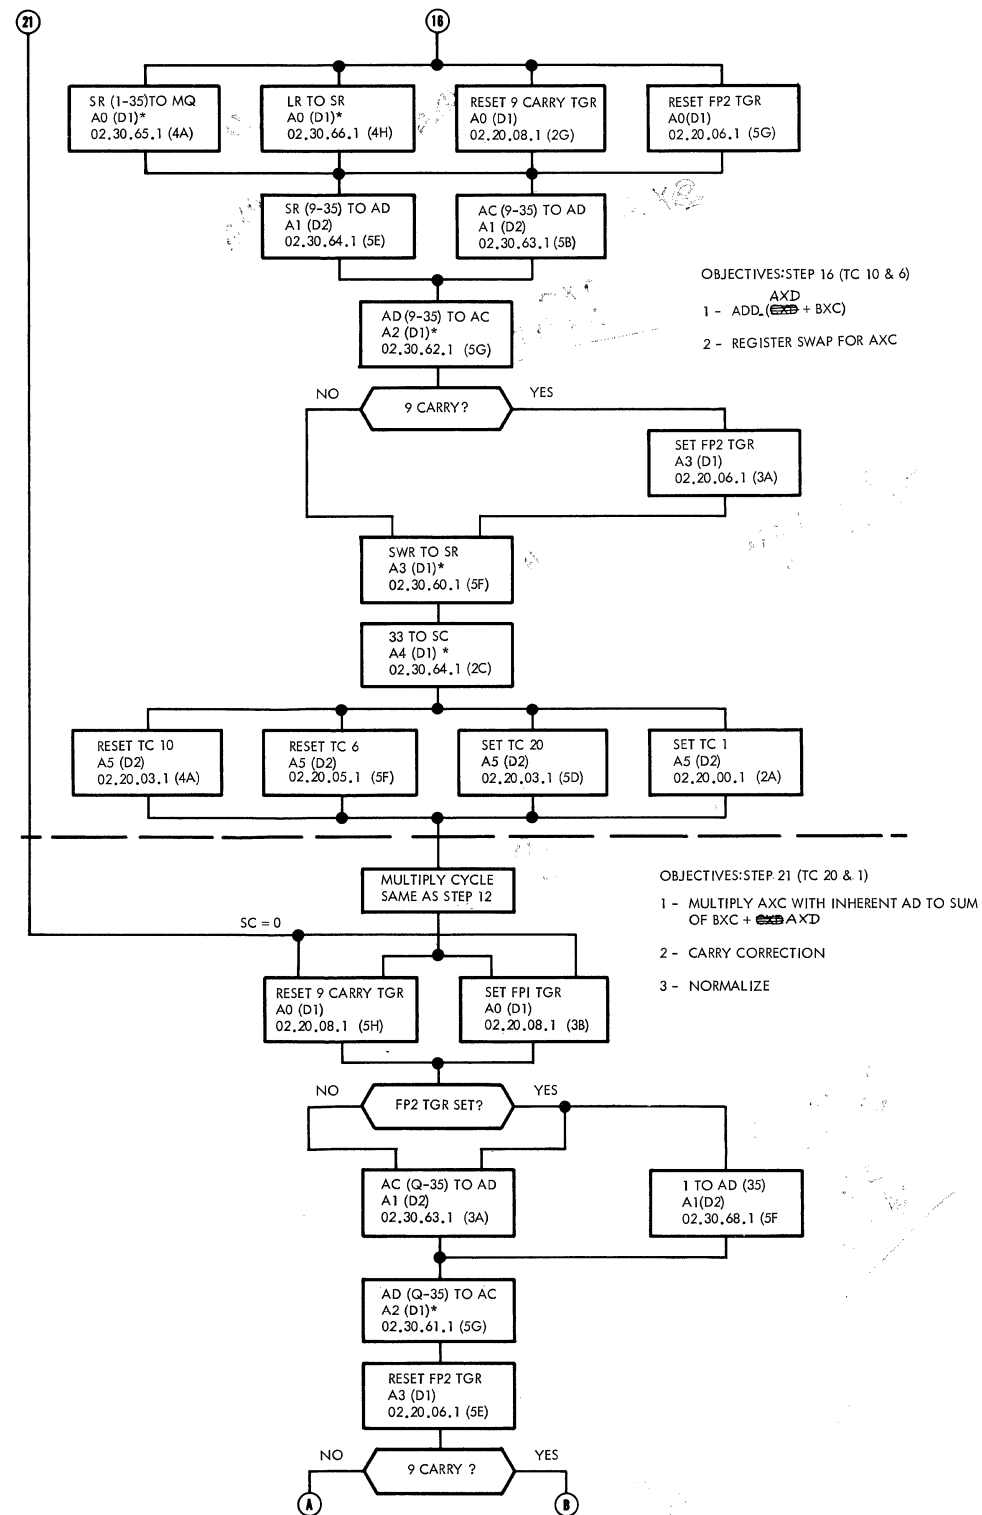 21
16
SR (1-35)TO MQ
A0 (D1)*
02.30.65.1 (4A)
LR TO SR
A0 (D1)*
02.30.66.1 (4H)
RESET 9 CARRY TGR
A0 (D1)
02.20.08.1 (2G)
RESET FP2 TGR
A0(D1)
02.20.06.1 (5G)
SR (9-35) TO AD
A1 (D2)
02.30.64.1 (5E)
AC (9-35) TO AD
A1 (D2)
02.30.63.1 (5B)
AD (9-35) TO AC
A2 (D1)*
02.30.62.1 (5G)
OBJECTIVES:STEP 16 (TC 10 & 6)
AXD
1 - ADD (CXD + BXC)
2 - REGISTER SWAP FOR AXC
NO
9 CARRY?
YES
SET FP2 TGR
A3 (D1)
02.20.06.1 (3A)
SWR TO SR
A3 (D1)*
02.30.60.1 (5F)
33 TO SC
A4 (D1) *
02.30.64.1 (2C)
RESET TC 10
A5 (D2)
02.20.03.1 (4A)
RESET TC 6
A5 (D2)
02.20.05.1 (5F)
SET TC 20
A5 (D2)
02.20.03.1 (5D)
SET TC 1
A5 (D2)
02.20.00.1 (2A)
MULTIPLY CYCLE
SAME AS STEP 12
OBJECTIVES:STEP 21 (TC 20 & 1)
1 - MULTIPLY AXC WITH INHERENT AD TO SUM
OF BXC + CXD AXD
2 - CARRY CORRECTION
3 - NORMALIZE
SC = 0
RESET 9 CARRY TGR
A0 (D1)
02.20.08.1 (5H)
SET FP1 TGR
A0 (D1)
02.20.08.1 (3B)
NO
FP2 TGR SET?
YES
AC (Q-35) TO AD
A1 (D2)
02.30.63.1 (3A)
1 TO AD (35)
A1(D2)
02.30.68.1 (5F
AD (Q-35) TO AC
A2 (D1)*
02.30.61.1 (5G)
RESET FP2 TGR
A3 (D1)
02.20.06.1 (5E)
NO
9 CARRY ?
YES
A
B